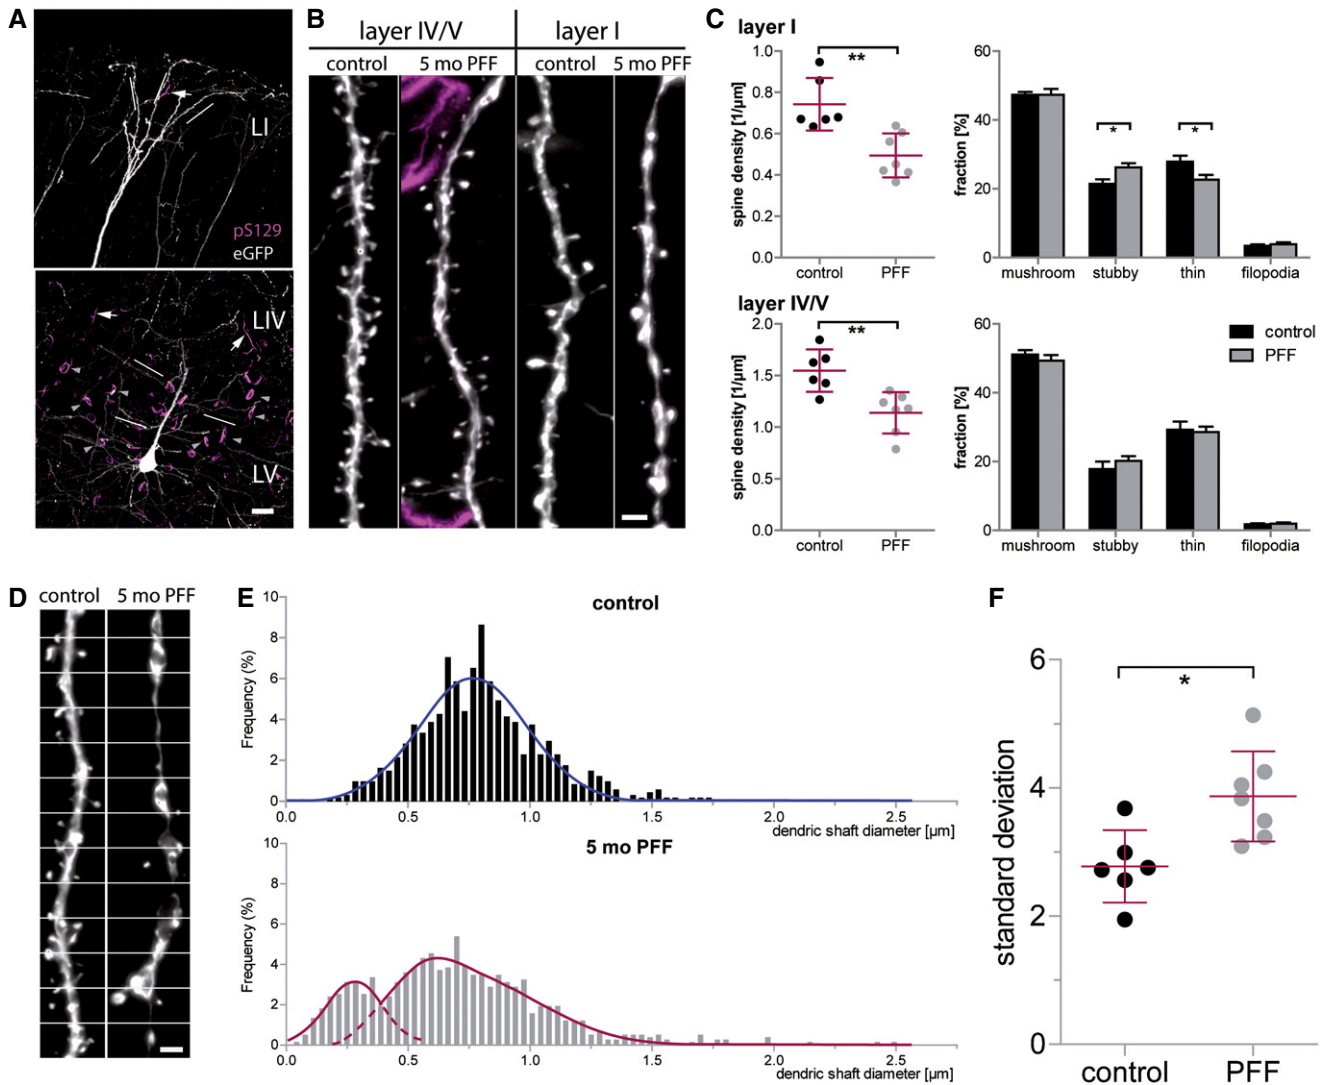 A
LI
pS129
eGFP
LIV
LV
B
layer IV/V layer I
control 5 mo PFF control 5 mo PFF
C
layer I
1.0
0.8
0.6
0.4
0.2
0.0
spine density [1/µm]
**
control PFF
60
40
20
0
fraction [%]
* *
mushroom stubby thin filopodia
layer IV/V
2.0
1.5
1.0
0.5
0.0
spine density [1/µm]
**
control PFF
60
40
20
0
fraction [%]
control
PFF
mushroom stubby thin filopodia
D
control 5 mo PFF
E
control
10
8
6
4
2
0
Frequency (%)
0.0 0.5 1.0 1.5 2.0 2.5
dendric shaft diameter [µm]
5 mo PFF
10
8
6
4
2
0
Frequency (%)
0.0 0.5 1.0 1.5 2.0 2.5
dendric shaft diameter [µm]
F
6
4
2
0
standard deviation
*
control PFF